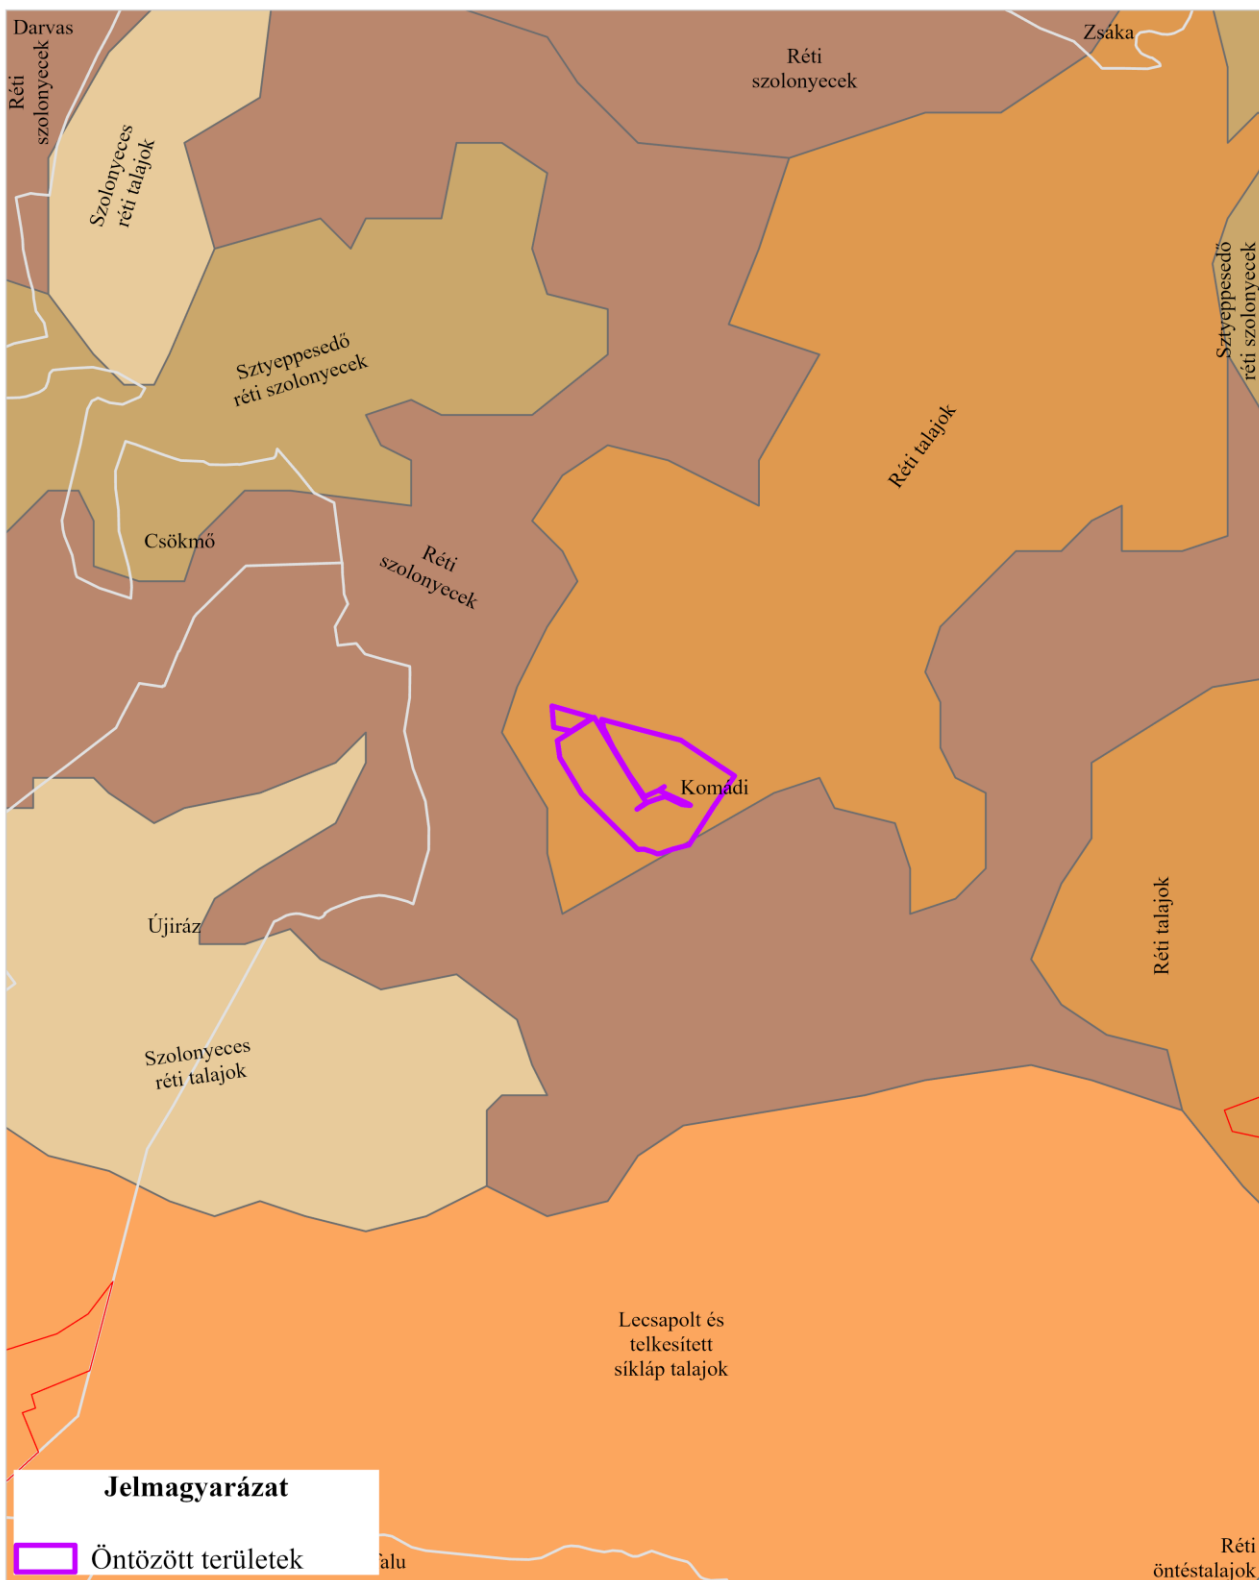 Darvas
Réti
szolonyecek
Szolonyeces
réti talajok
Réti
szolonyecek
Zsáka
Sztyeppesedő
réti szolonyecek
Sztyeppesedő
réti szolonyecek
Réti talajok
Csökmő
Réti
szolonyecek
Komádi
Újiráz
Réti talajok
Szolonyeces
réti talajok
Lecsapolt és
telkesített
síkláp talajok
Jelmagyarázat
Öntözött területek
alu
Réti
öntéstalajok